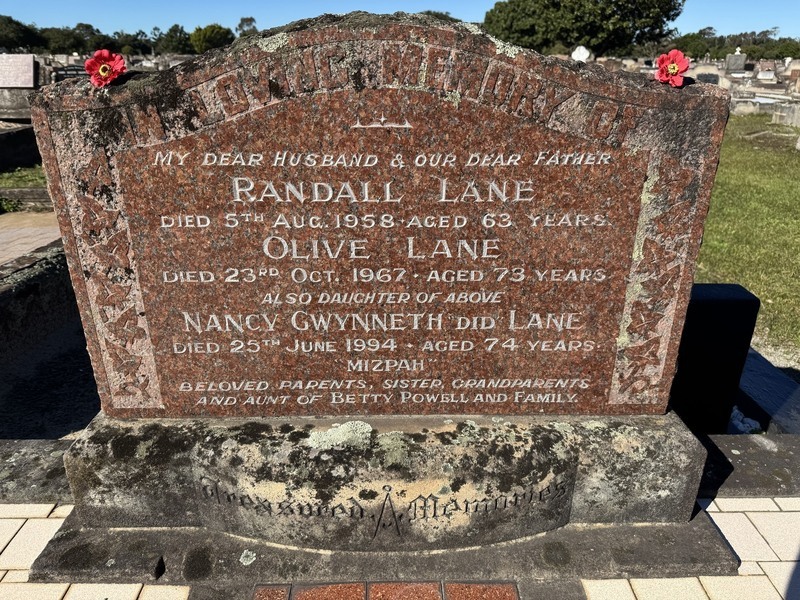 IN LOVING MEMORY OF
MY DEAR HUSBAND & OUR DEAR FATHER
RANDALL LANE
DIED 5TH AUG. 1958 · AGED 63 YEARS.
OLIVE LANE
DIED 23RD OCT. 1967 · AGED 73 YEARS
ALSO DAUGHTER OF ABOVE
NANCY GWYNNETH "DID" LANE
DIED 25TH JUNE 1994 · AGED 74 YEARS·
MIZPAH
BELOVED PARENTS, SISTER, GRANDPARENTS
AND AUNT OF BETTY POWELL AND FAMILY.
Treasured Memories